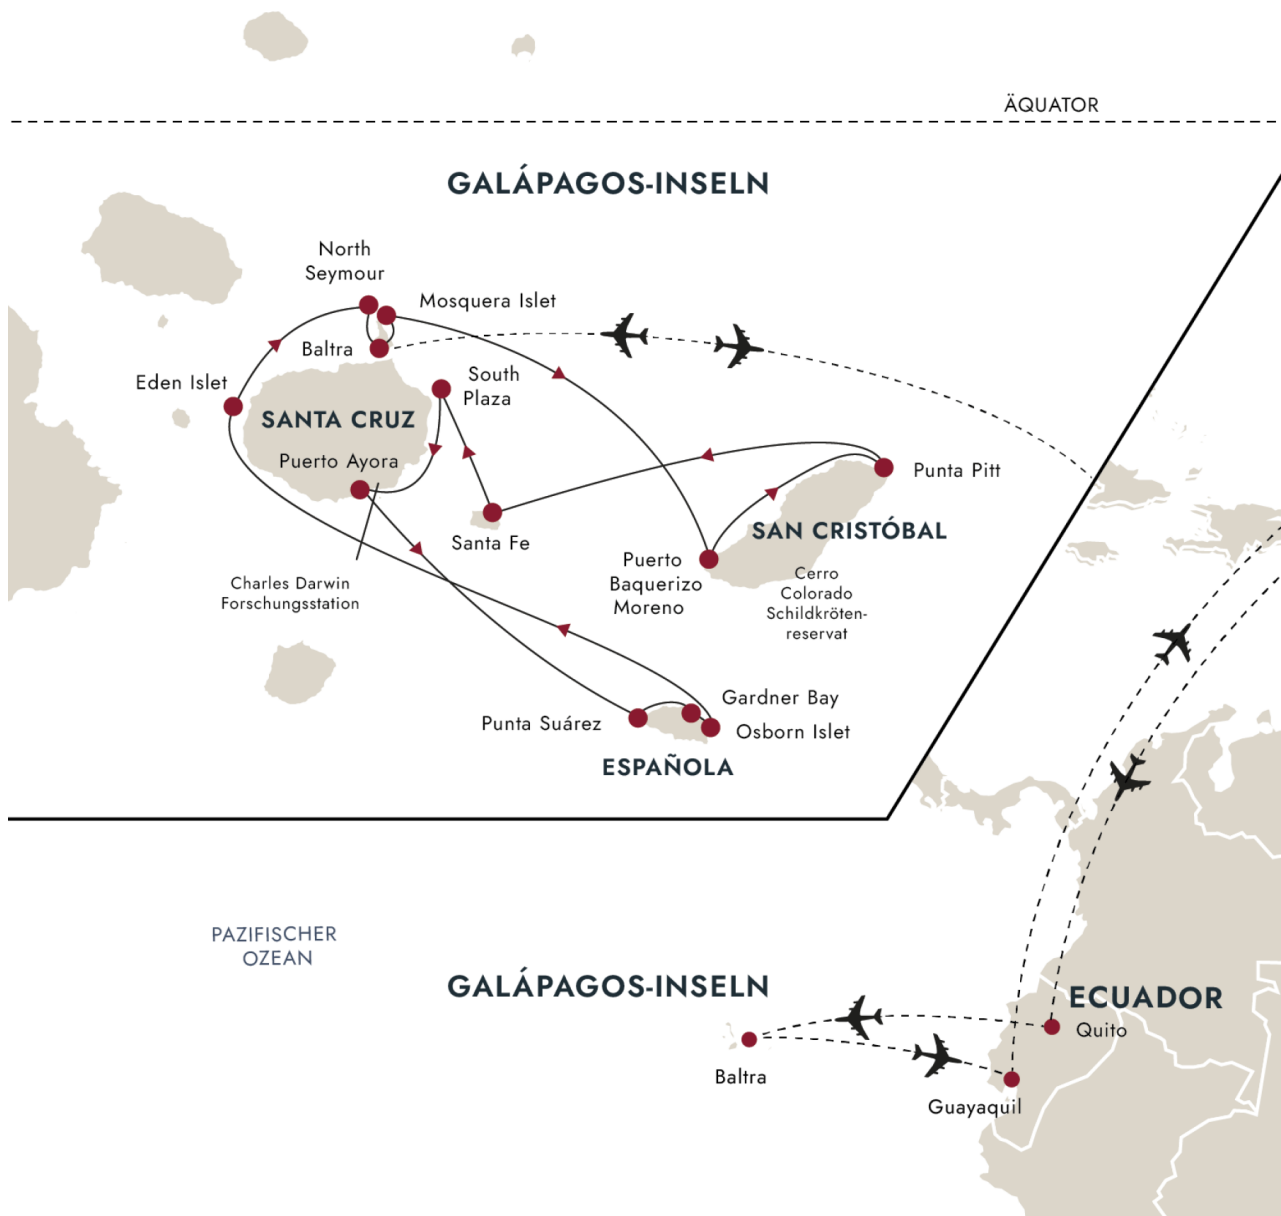 ÄQUATOR
GALÁPAGOS-INSELN
North
Seymour
Mosquera Islet
Baltra
South
Plaza
Eden Islet
SANTA CRUZ
Puerto Ayora
Punta Pitt
SAN CRISTÓBAL
Santa Fe
Puerto
Baquerizo
Moreno
Cerro
Colorado
Schildkröten-
reservat
Charles Darwin
Forschungsstation
Gardner Bay
Punta Suárez
Osborn Islet
ESPAÑOLA
PAZIFISCHER
OZEAN
GALÁPAGOS-INSELN
ECUADOR
Quito
Baltra
Guayaquil